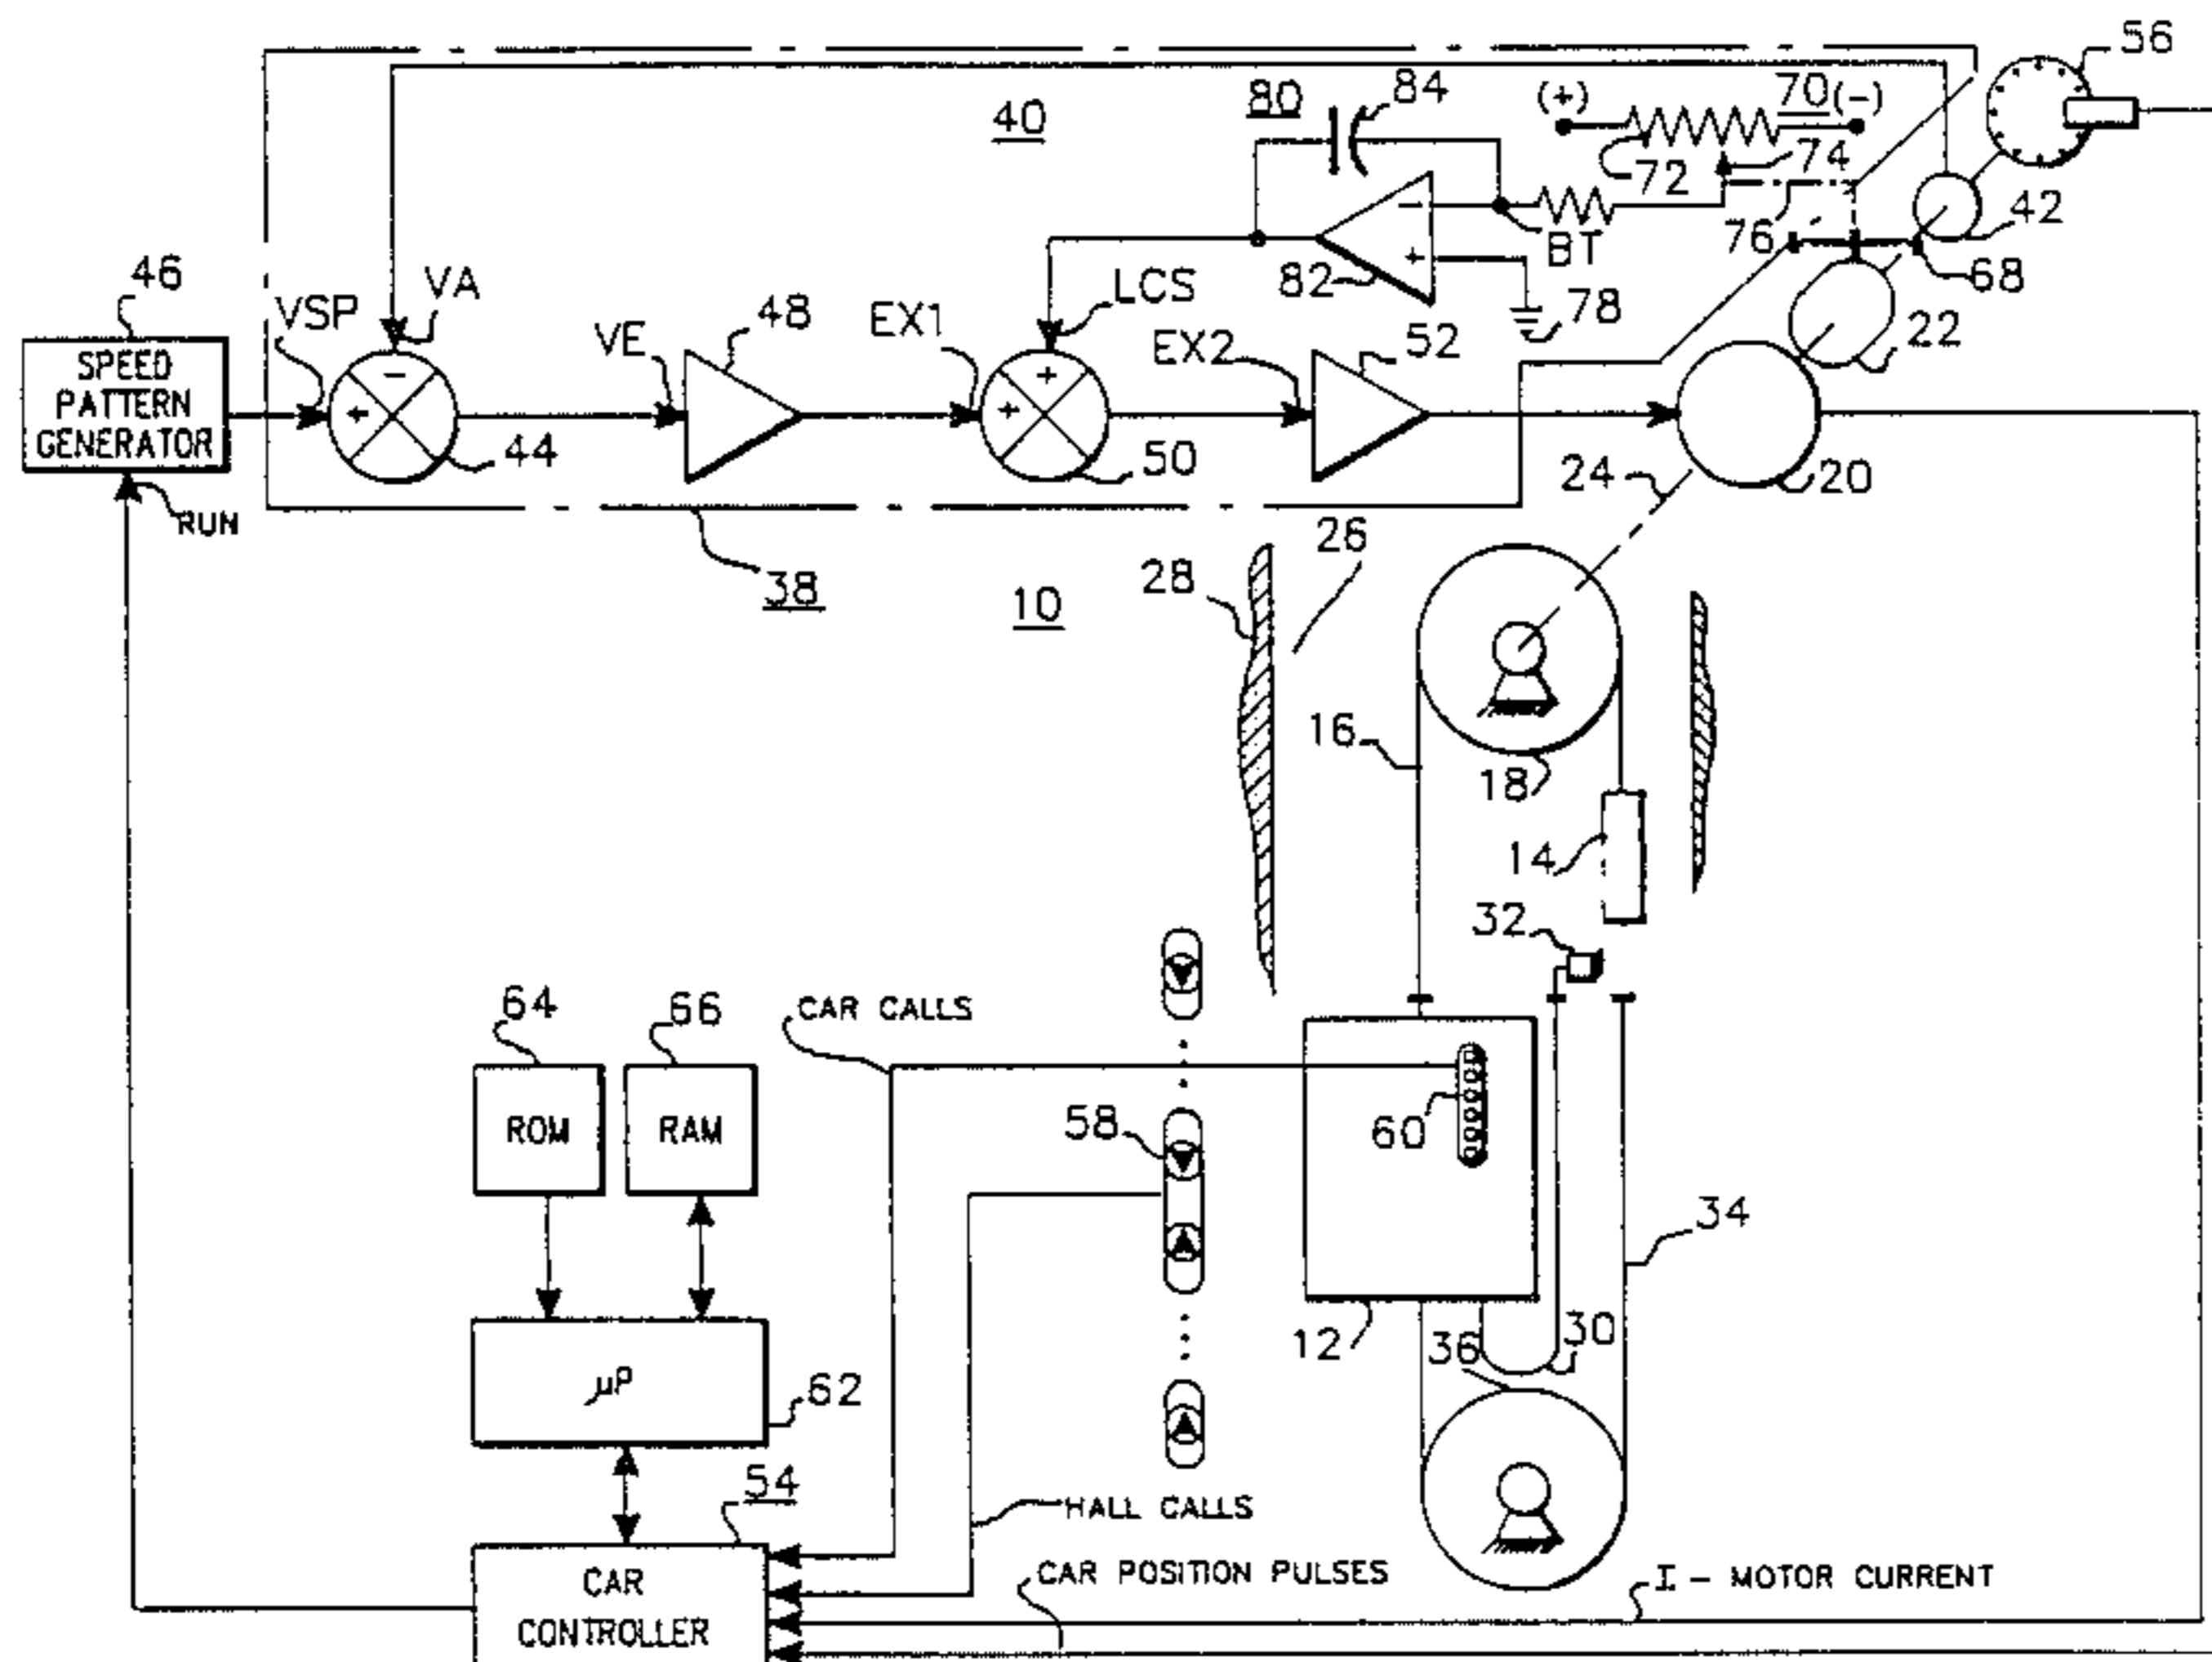 56
84
80
(+)
70
(-)
40
72
74
42
46
VSP
VA
LCS
82
BT
76
68
78
22
SPEED
PATTERN
GENERATOR
+
-
VE
48
EX1
+
+
-
+
EX2
52
44
50
24
20
RUN
38
10
28
26
16
18
14
32
64
66
CAR CALLS
ROM
RAM
58
60
34
12
36
30
µP
62
54
HALL CALLS
CAR
CONTROLLER
CAR POSITION PULSES
I - MOTOR CURRENT